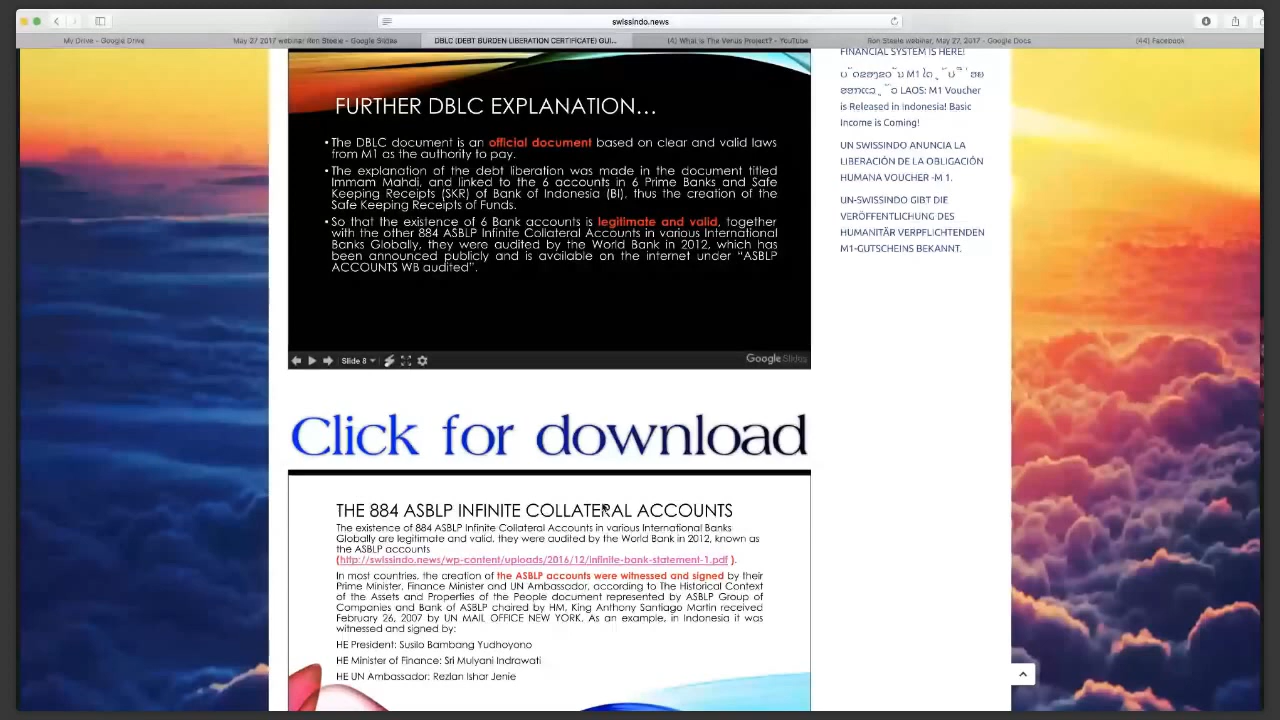 swissindo.news
My Drive - Google Drive
May 27 2017 webinar Ron Steele - Google Slides
DBLC (DEBT BURDEN LIBERATION CERTIFICATE) GUI...
(4) What is The Venus Project? - YouTube
Ron Steele webinar, May 27, 2017 - Google Docs
(44) Facebook
FURTHER DBLC EXPLANATION...
• The DBLC document is an official document based on clear and valid laws
from M1 as the authority to pay.
• The explanation of the debt liberation was made in the document titled
Immam Mahdi, and linked to the 6 accounts in 6 Prime Banks and Safe
Keeping Receipts (SKR) of Bank of Indonesia (BI), thus the creation of the
Safe Keeping Receipts of Funds.
• So that the existence of 6 Bank accounts is legitimate and valid, together
with the other 884 ASBLP Infinite Collateral Accounts in various International
Banks Globally, they were audited by the World Bank in 2012, which has
been announced publicly and is available on the internet under "ASBLP
ACCOUNTS WB audited".
Slide 8
Google Slides
Click for download
THE 884 ASBLP INFINITE COLLATERAL ACCOUNTS
The existence of 884 ASBLP Infinite Collateral Accounts in various International Banks
Globally are legitimate and valid, they were audited by the World Bank in 2012, known as
the ASBLP accounts
(http://swissindo.news/wp-content/uploads/2016/12/infinite-bank-statement-1.pdf ).
In most countries, the creation of the ASBLP accounts were witnessed and signed by their
Prime Minister, Finance Minister and UN Ambassador, according to The Historical Context
of the Assets and Properties of the People document represented by ASBLP Group of
Companies and Bank of ASBLP chaired by HM, King Anthony Santiago Martin received
February 26, 2007 by UN MAIL OFFICE NEW YORK. As an example, in Indonesia it was
witnessed and signed by:
HE President: Susilo Bambang Yudhoyono
HE Minister of Finance: Sri Mulyani Indrawati
HE UN Ambassador: Rezlan Ishar Jenie
FINANCIAL SYSTEM IS HERE!
M1
LAOS: M1 Voucher
is Released in Indonesia! Basic
Income is Coming!
UN SWISSINDO ANUNCIA LA
LIBERACIÓN DE LA OBLIGACIÓN
HUMANA VOUCHER -M 1.
UN-SWISSINDO GIBT DIE
VERÖFFENTLICHUNG DES
HUMANITÄR VERPFLICHTENDEN
M1-GUTSCHEINS BEKANNT.